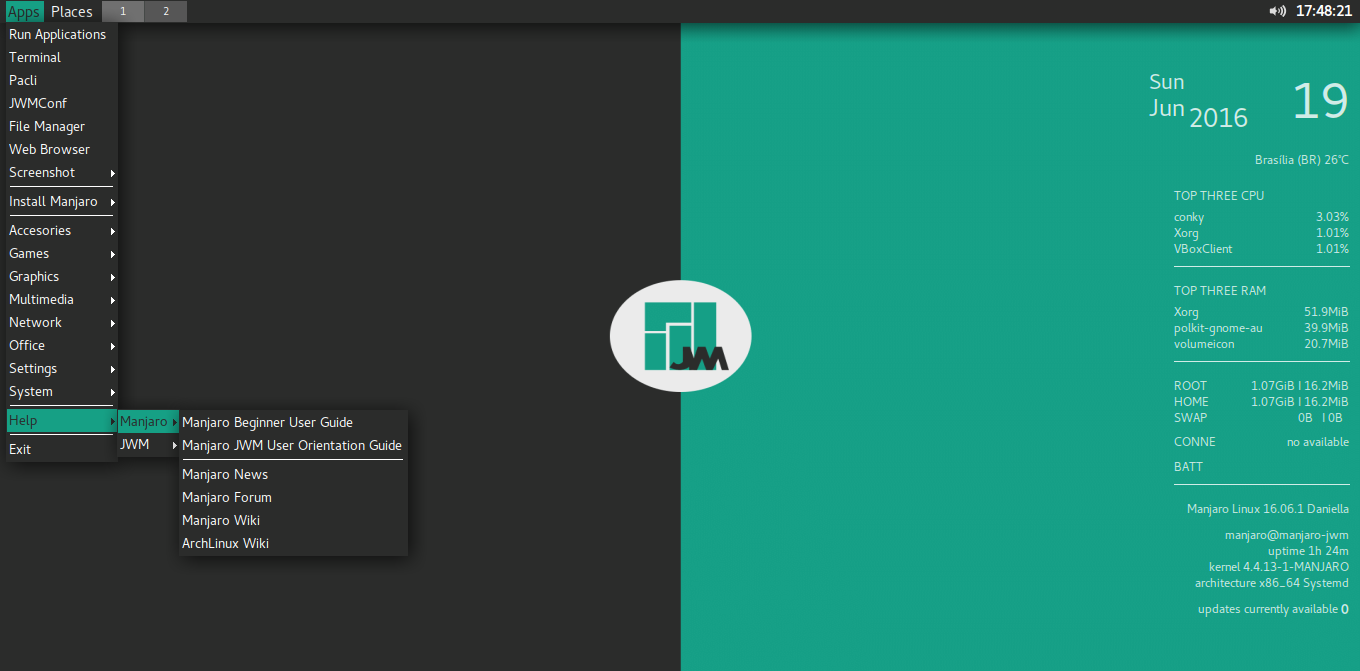 Apps Places 1 2 17:48:21
Run Applications
Terminal
Pacli
JWMConf
File Manager
Web Browser
Screenshot
Install Manjaro
Accesories
Games
Graphics
Multimedia
Network
Office
Settings
System
Help
Exit
Manjaro
JWM
Manjaro Beginner User Guide
Manjaro JWM User Orientation Guide
Manjaro News
Manjaro Forum
Manjaro Wiki
ArchLinux Wiki
JWM
Sun
Jun 2016 19
Brasília (BR) 26°C
TOP THREE CPU
conky 3.03%
Xorg 1.01%
VBoxClient 1.01%
TOP THREE RAM
Xorg 51.9MiB
polkit-gnome-au 39.9MiB
volumeicon 20.7MiB
ROOT 1.07GiB | 16.2MiB
HOME 1.07GiB | 16.2MiB
SWAP 0B | 0B
CONNE no available
BATT
Manjaro Linux 16.06.1 Daniella
manjaro@manjaro-jwm
uptime 1h 24m
kernel 4.4.13-1-MANJARO
architecture x86_64 Systemd
updates currently available 0